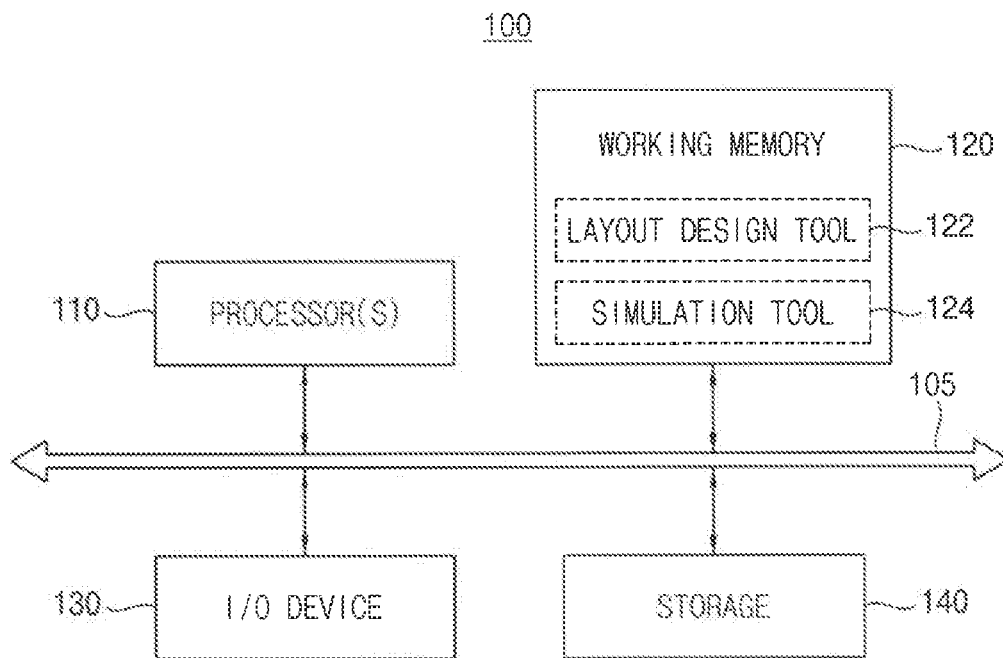 100
WORKING MEMORY
120
LAYOUT DESIGN TOOL
122
110
PROCESSOR(S)
SIMULATION TOOL
124
105
130
I/O DEVICE
STORAGE
140